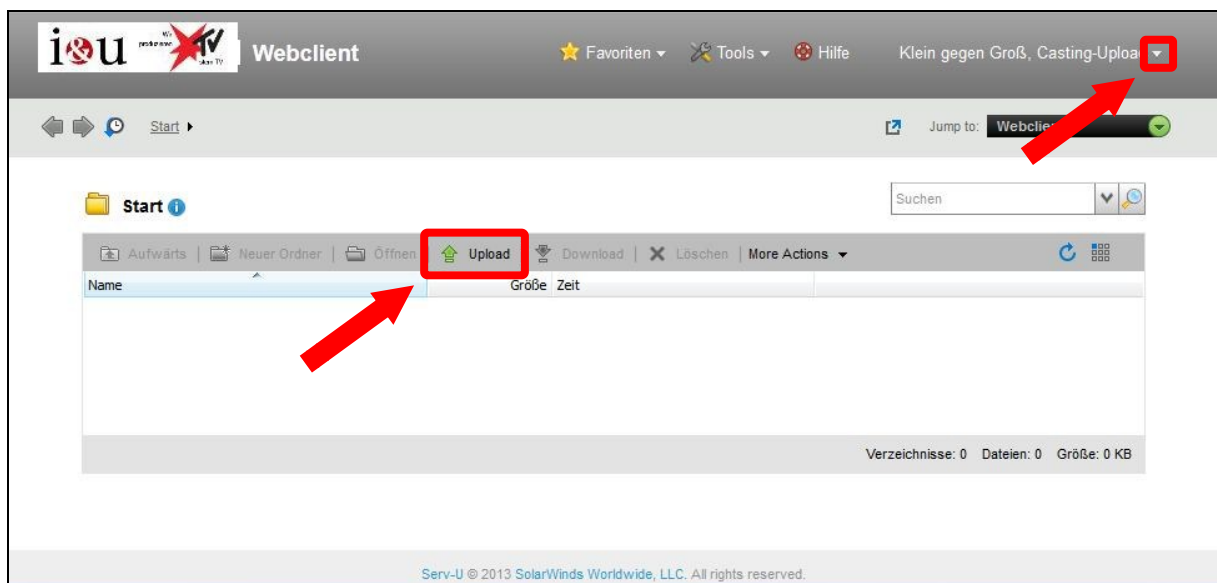 i&u TV Webclient Favoriten Tools Hilfe Klein gegen Groß, Casting-Uploa
Start Jump to: Webclie
Start Suchen
Aufwärts | Neuer Ordner | Öffnen Upload Download | Löschen | More Actions
Name Größe Zeit
Verzeichnisse: 0 Dateien: 0 Größe: 0 KB
Serv-U © 2013 SolarWinds Worldwide, LLC. All rights reserved.